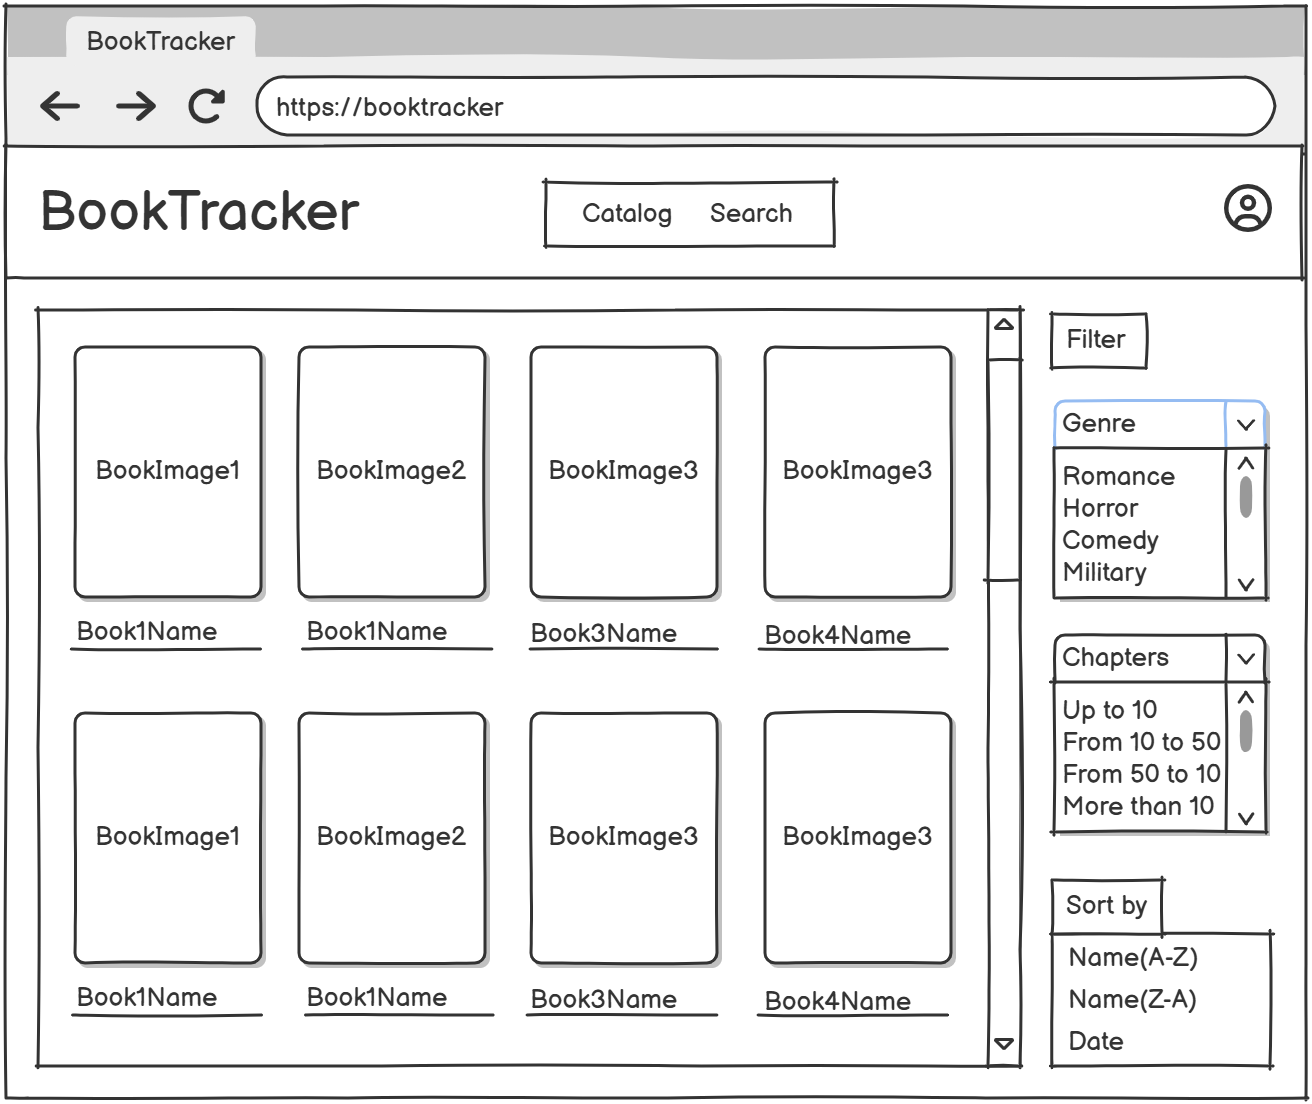 BookTracker
https://booktracker
BookTracker
Catalog Search
BookImage1 BookImage2 BookImage3 BookImage3
Book1Name Book1Name Book3Name Book4Name
BookImage1 BookImage2 BookImage3 BookImage3
Book1Name Book1Name Book3Name Book4Name
Filter
Genre
Romance
Horror
Comedy
Military
Chapters
Up to 10
From 10 to 50
From 50 to 10
More than 10
Sort by
Name(A-Z)
Name(Z-A)
Date